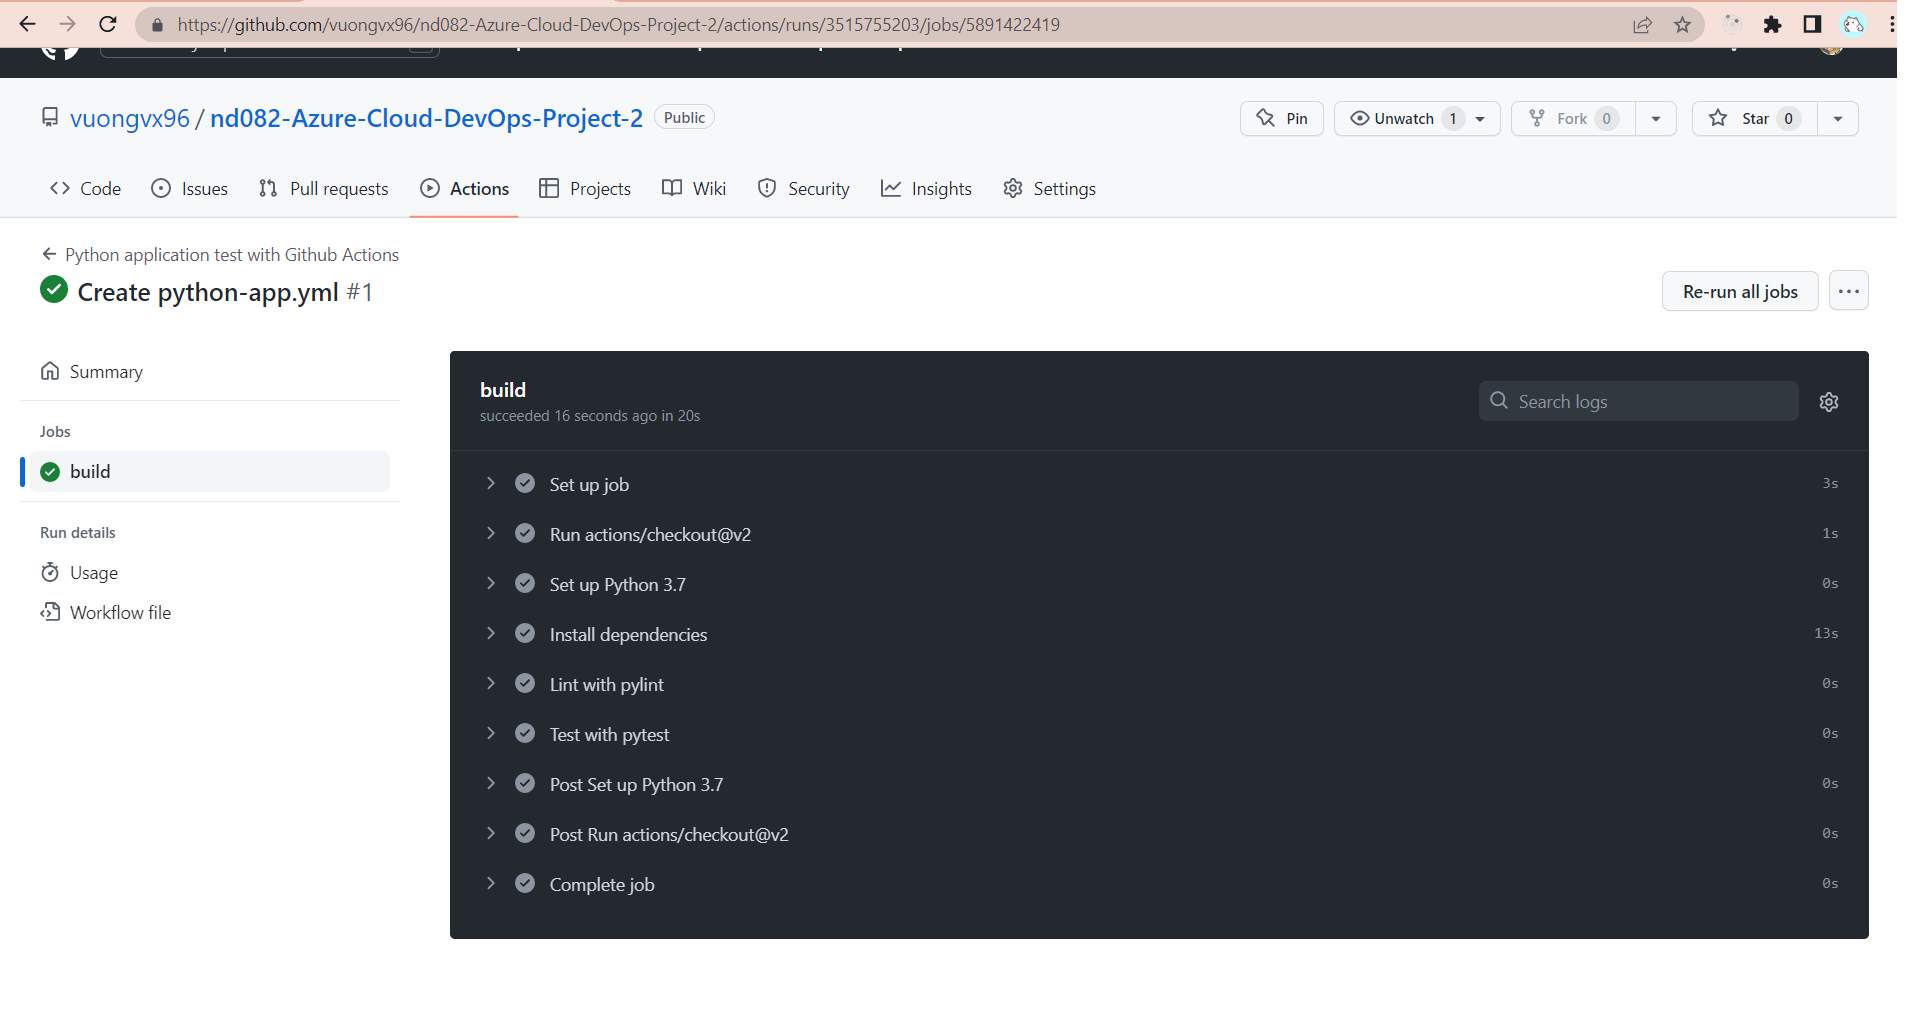 https://github.com/vuongvx96/nd082-Azure-Cloud-DevOps-Project-2/actions/runs/3515755203/jobs/5891422419
vuongvx96 / nd082-Azure-Cloud-DevOps-Project-2 Public
Pin Unwatch 1 Fork 0 Star 0
Code Issues Pull requests Actions Projects Wiki Security Insights Settings
Python application test with Github Actions
Create python-app.yml #1
Re-run all jobs
Summary
Jobs
build
Run details
Usage
Workflow file
build
succeeded 16 seconds ago in 20s
Search logs
Set up job 3s
Run actions/checkout@v2 1s
Set up Python 3.7 0s
Install dependencies 13s
Lint with pylint 0s
Test with pytest 0s
Post Set up Python 3.7 0s
Post Run actions/checkout@v2 0s
Complete job 0s